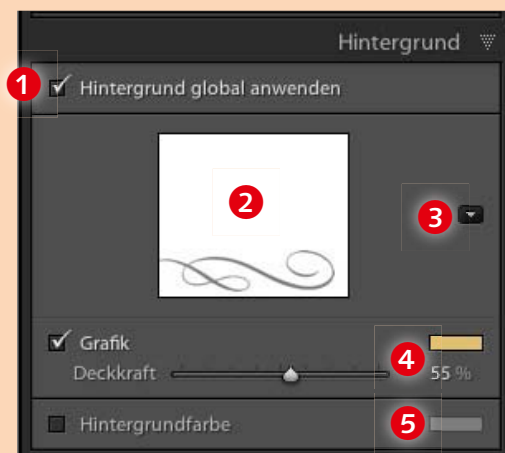 Hintergrund
1
Hintergrund global anwenden
2
3
Grafik
4
Deckkraft 55 %
Hintergrundfarbe
5